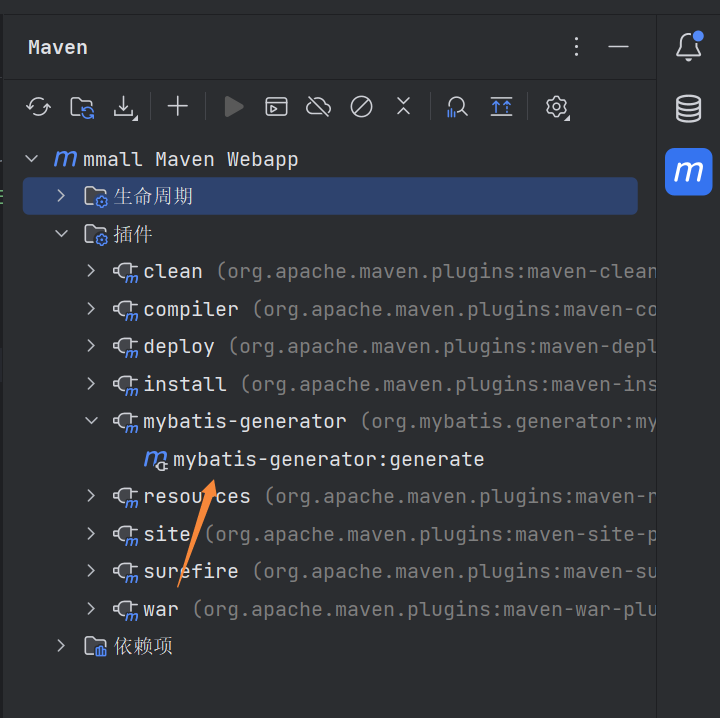 Maven
mmall Maven Webapp
生命周期
插件
clean (org.apache.maven.plugins:maven-clean
compiler (org.apache.maven.plugins:maven-co
deploy (org.apache.maven.plugins:maven-depl
install (org.apache.maven.plugins:maven-ins
mybatis-generator (org.mybatis.generator:my
mybatis-generator:generate
resources (org.apache.maven.plugins:maven-r
site (org.apache.maven.plugins:maven-site-p
surefire (org.apache.maven.plugins:maven-su
war (org.apache.maven.plugins:maven-war-plu
依赖项